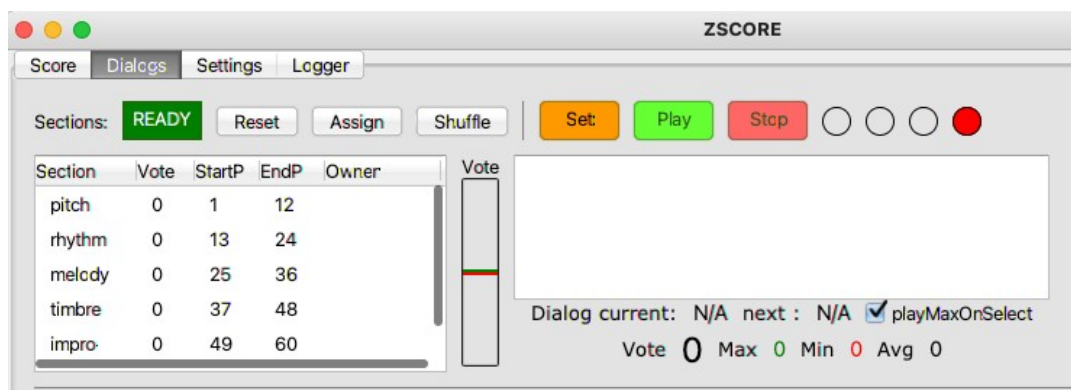 ZSCORE
Score Dialogs Settings Logger
Sections: READY Reset Assign Shuffle Set Play Stop
Section Vote StartP EndP Owner Vote
pitch 0 1 12
rhythm 0 13 24
melody 0 25 36
timbre 0 37 48
impro 0 49 60
Dialog current: N/A next : N/A playMaxOnSelect
Vote 0 Max 0 Min 0 Avg 0